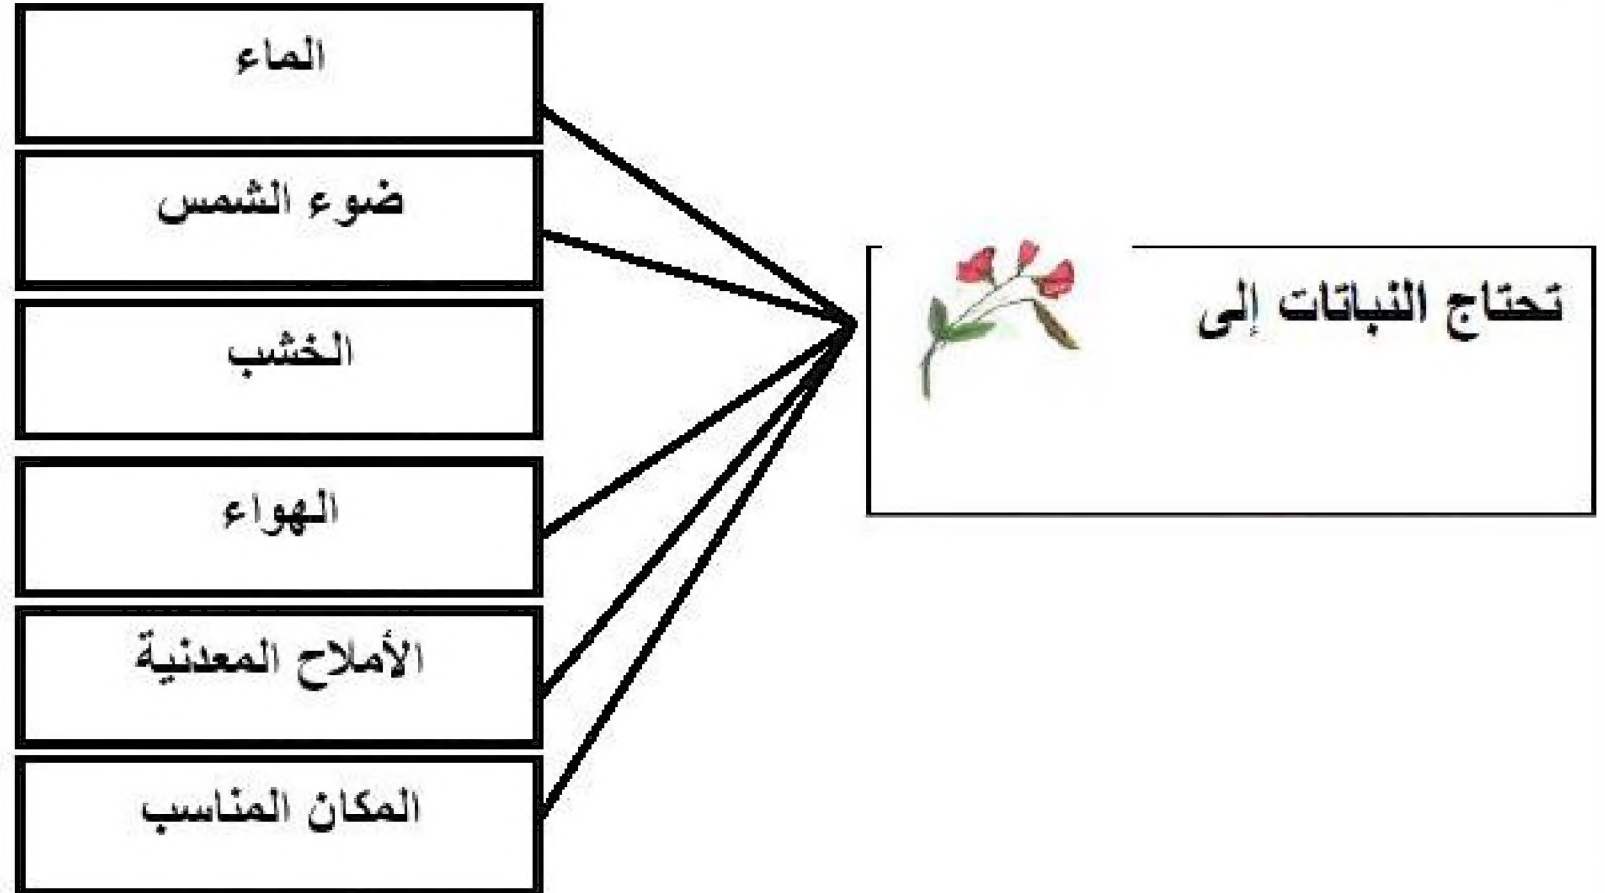 تحتاج النباتات إلى
الماء
ضوء الشمس
الخشب
الهواء
الأملاح المعدنية
المكان المناسب